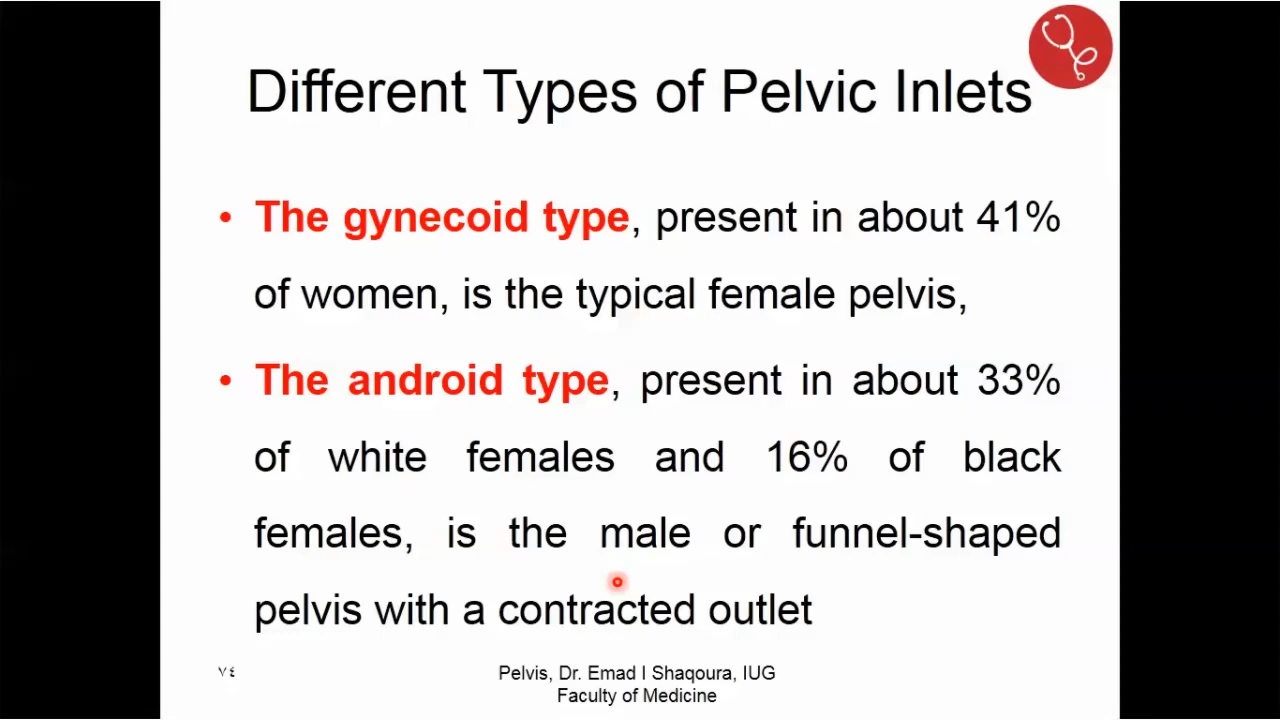 Different Types of Pelvic Inlets
• The gynecoid type, present in about 41%
of women, is the typical female pelvis,
• The android type, present in about 33%
of white females and 16% of black
females, is the male or funnel-shaped
pelvis with a contracted outlet
٧٤
Pelvis, Dr. Emad I Shaqoura, IUG
Faculty of Medicine